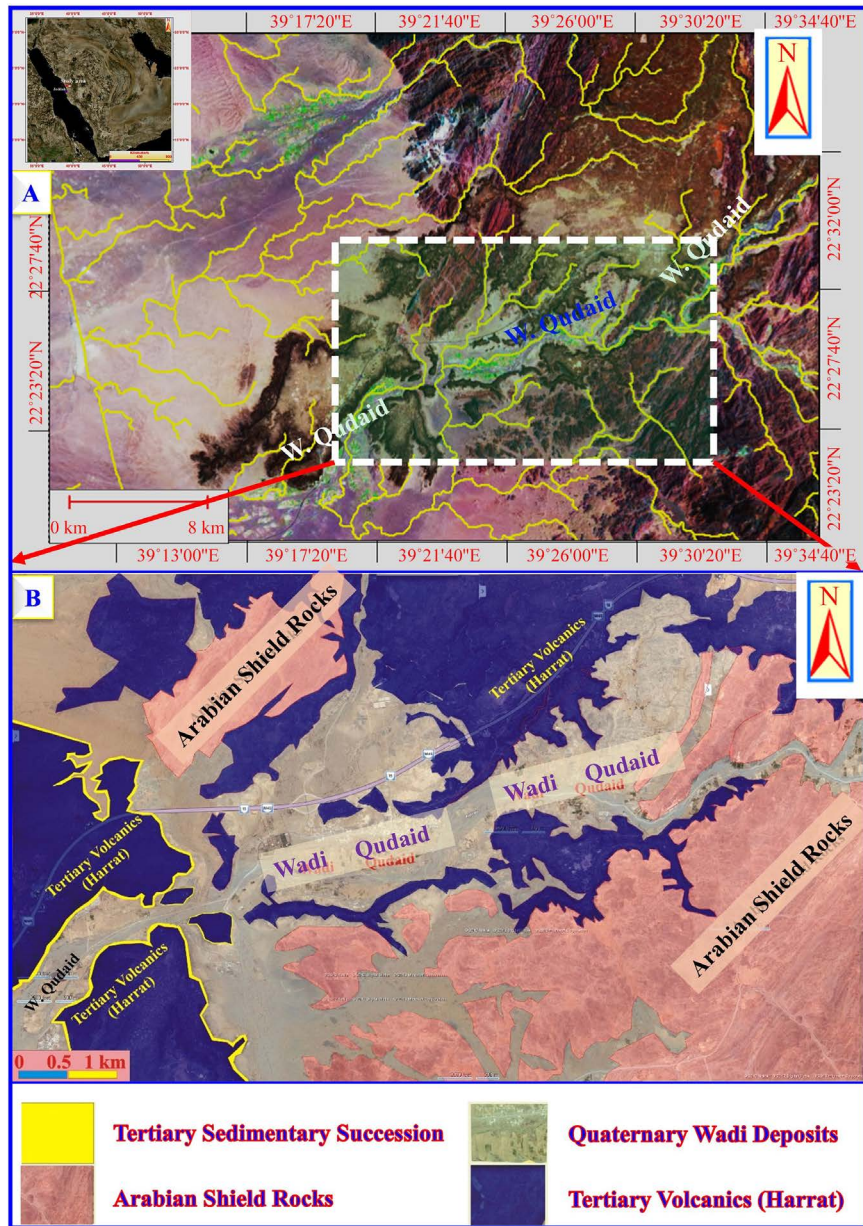 39°17'20"E 39°21'40"E 39°26'00"E 39°30'20"E 39°34'40"E
N
A
22°32'00"N
22°27'40"N
22°27'40"N
22°23'20"N
22°23'20"N
W. Qudaid
W. Qudaid
W. Qudaid
0 km 8 km
39°13'00"E 39°17'20"E 39°21'40"E 39°26'00"E 39°30'20"E 39°34'40"E
B
N
Arabian Shield Rocks
Tertiary Volcanics
(Harrat)
Wadi Qudaid
Qudaid
Wadi Qudaid
Wadi Qudaid
Tertiary Volcanics
(Harrat)
Arabian Shield Rocks
W. Qudaid
Tertiary Volcanics
(Harrat)
0 0.5 1 km
Tertiary Sedimentary Succession
Quaternary Wadi Deposits
Arabian Shield Rocks
Tertiary Volcanics (Harrat)